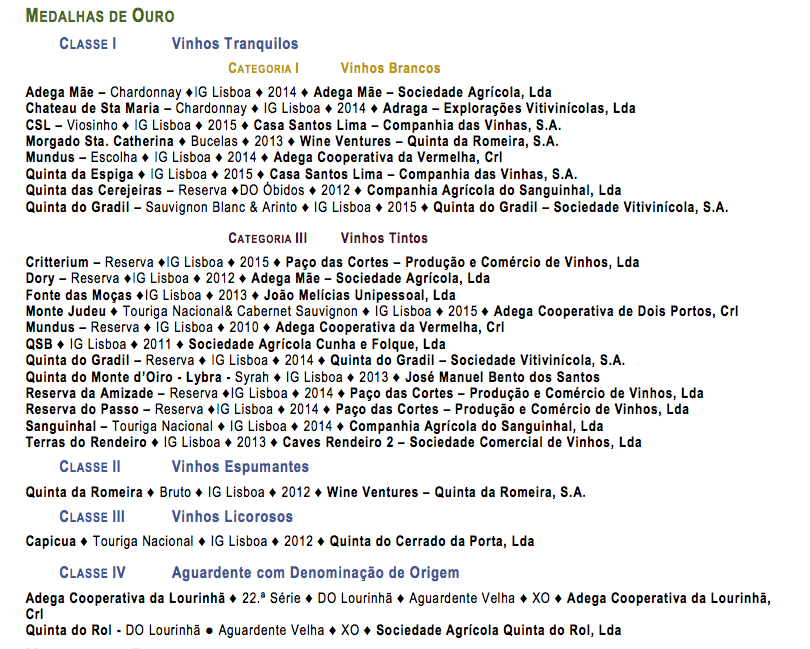 MEDALHAS DE OURO
CLASSE I Vinhos Tranquilos
CATEGORIA I Vinhos Brancos
Adega Mãe – Chardonnay ♦IG Lisboa ♦ 2014 ♦ Adega Mãe – Sociedade Agrícola, Lda
Chateau de Sta Maria – Chardonnay ♦ IG Lisboa ♦ 2014 ♦ Adraga – Explorações Vitivinícolas, Lda
CSL – Viosinho ♦ IG Lisboa ♦ 2015 ♦ Casa Santos Lima – Companhia das Vinhas, S.A.
Morgado Sta. Catherina ♦ Bucelas ♦ 2013 ♦ Wine Ventures – Quinta da Romeira, S.A.
Mundus – Escolha ♦ IG Lisboa ♦ 2014 ♦ Adega Cooperativa da Vermelha, Crl
Quinta da Espiga ♦ IG Lisboa ♦ 2015 ♦ Casa Santos Lima – Companhia das Vinhas, S.A.
Quinta das Cerejeiras – Reserva ♦DO Óbidos ♦ 2012 ♦ Companhia Agrícola do Sanguinhal, Lda
Quinta do Gradil – Sauvignon Blanc & Arinto ♦ IG Lisboa ♦ 2015 ♦ Quinta do Gradil – Sociedade Vitivinícola, S.A.
CATEGORIA III Vinhos Tintos
Critterium – Reserva ♦IG Lisboa ♦ 2015 ♦ Paço das Cortes – Produção e Comércio de Vinhos, Lda
Dory – Reserva ♦IG Lisboa ♦ 2012 ♦ Adega Mãe – Sociedade Agrícola, Lda
Fonte das Moças ♦IG Lisboa ♦ 2013 ♦ João Melícias Unipessoal, Lda
Monte Judeu ♦ Touriga Nacional& Cabernet Sauvignon ♦ IG Lisboa ♦ 2015 ♦ Adega Cooperativa de Dois Portos, Crl
Mundus – Reserva ♦ IG Lisboa ♦ 2010 ♦ Adega Cooperativa da Vermelha, Crl
QSB ♦ IG Lisboa ♦ 2011 ♦ Sociedade Agrícola Cunha e Folque, Lda
Quinta do Gradil – Reserva ♦ IG Lisboa ♦ 2014 ♦ Quinta do Gradil – Sociedade Vitivinícola, S.A.
Quinta do Monte d’Oiro - Lybra - Syrah ♦ IG Lisboa ♦ 2013 ♦ José Manuel Bento dos Santos
Reserva da Amizade – Reserva ♦IG Lisboa ♦ 2014 ♦ Paço das Cortes – Produção e Comércio de Vinhos, Lda
Reserva do Passo – Reserva ♦IG Lisboa ♦ 2014 ♦ Paço das Cortes – Produção e Comércio de Vinhos, Lda
Sanguinhal – Touriga Nacional ♦ IG Lisboa ♦ 2014 ♦ Companhia Agrícola do Sanguinhal, Lda
Terras do Rendeiro ♦ IG Lisboa ♦ 2013 ♦ Caves Rendeiro 2 – Sociedade Comercial de Vinhos, Lda
CLASSE II Vinhos Espumantes
Quinta da Romeira ♦ Bruto ♦ IG Lisboa ♦ 2012 ♦ Wine Ventures – Quinta da Romeira, S.A.
CLASSE III Vinhos Licorosos
Capicua ♦ Touriga Nacional ♦ IG Lisboa ♦ 2012 ♦ Quinta do Cerrado da Porta, Lda
CLASSE IV Aguardente com Denominação de Origem
Adega Cooperativa da Lourinhã ♦ 22.ª Série ♦ DO Lourinhã ♦ Aguardente Velha ♦ XO ♦ Adega Cooperativa da Lourinhã,
Crl
Quinta do Rol - DO Lourinhã ● Aguardente Velha ♦ XO ♦ Sociedade Agrícola Quinta do Rol, Lda